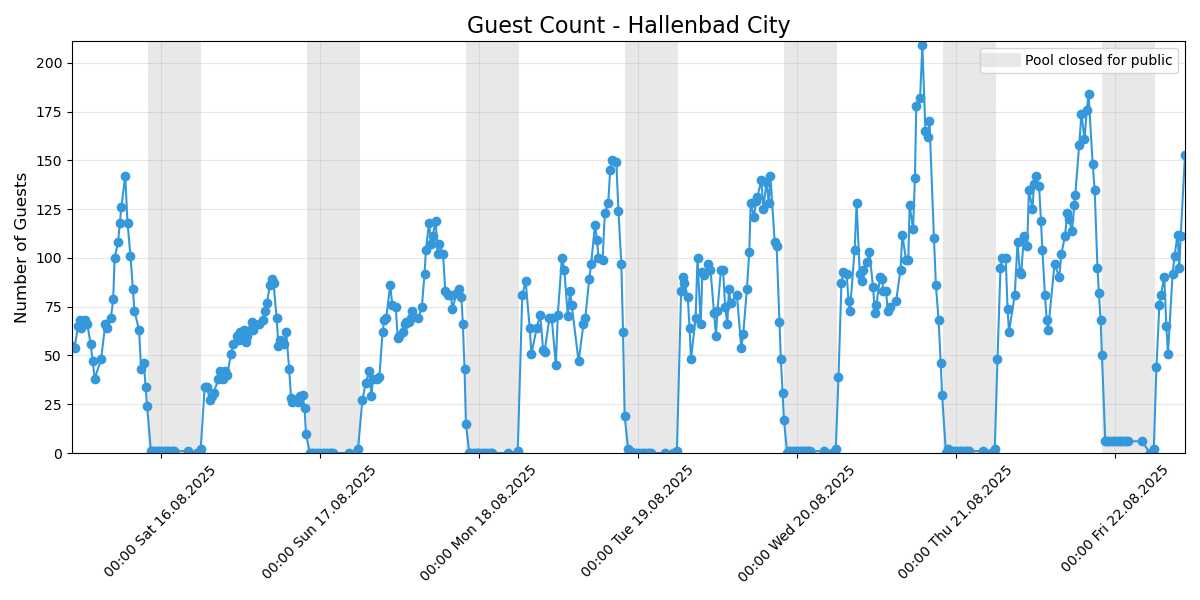 Guest Count - Hallenbad City
Pool closed for public
Number of Guests
200
175
150
125
100
75
50
25
0
00:00 Sat 16.08.2025
00:00 Sun 17.08.2025
00:00 Mon 18.08.2025
00:00 Tue 19.08.2025
00:00 Wed 20.08.2025
00:00 Thu 21.08.2025
00:00 Fri 22.08.2025